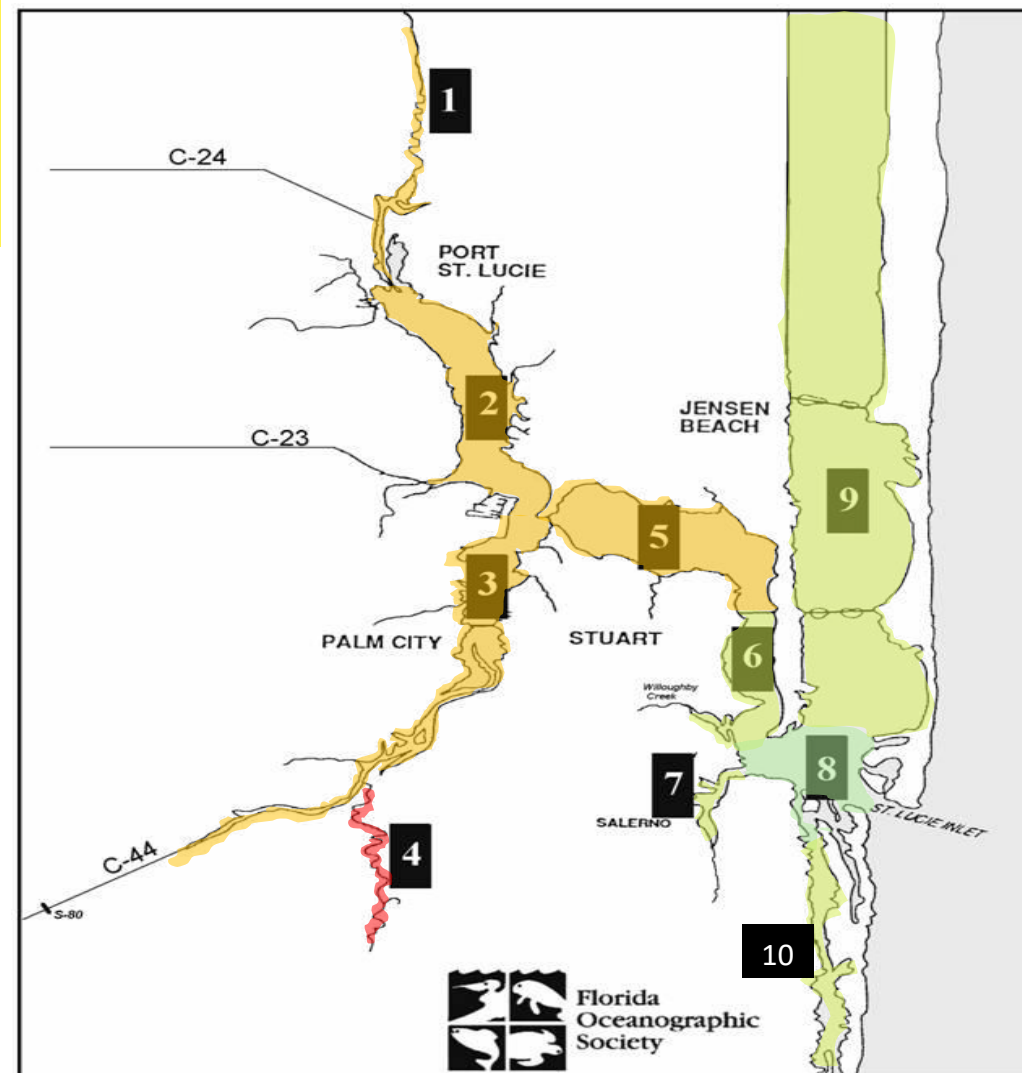 1
C-24
PORT
ST. LUCIE
2
JENSEN
BEACH
C-23
9
5
3
PALM CITY
STUART
6
Willoughby
Creek
8
7
SALERNO
ST. LUCIE INLET
4
C-44
S-80
10
Florida
Oceanographic
Society